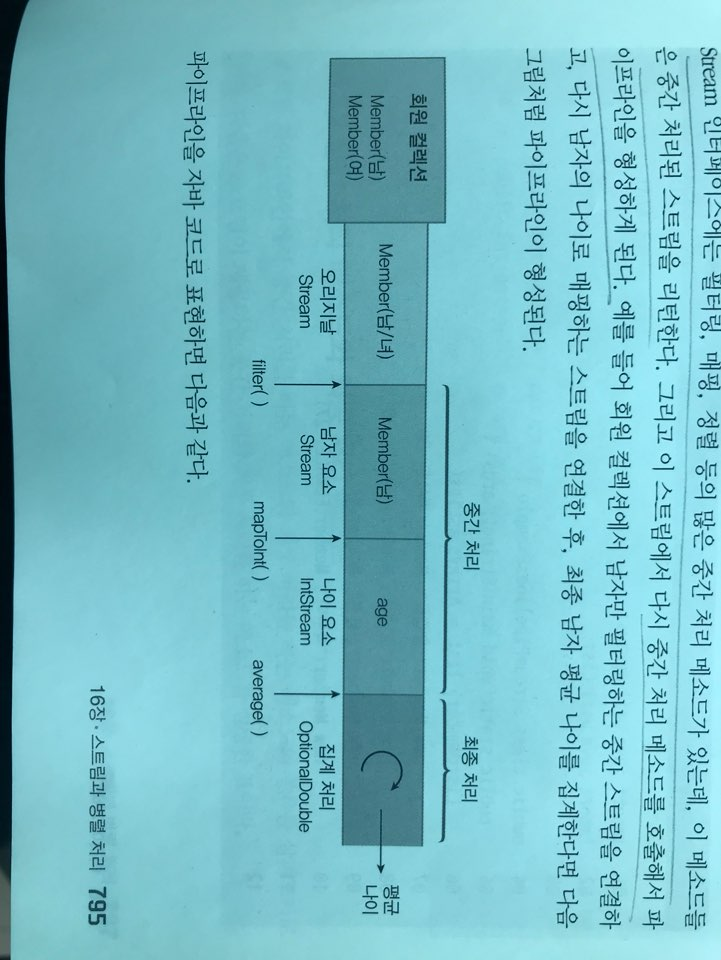 Stream 인터페이스에는 필터링, 매핑, 정렬 등의 많은 중간 처리 메소드가 있는데, 이 메소드들
은 중간 처리된 스트림을 리턴한다. 그리고 이 스트림에서 다시 중간 처리 메소드를 호출해서 파
이프라인을 형성하게 된다. 예를 들어 회원 컬렉션에서 남자만 필터링하는 중간 스트림을 연결하
고, 다시 남자의 나이로 매핑하는 스트림을 연결한 후, 최종 남자 평균 나이를 집계한다면 다음
그림처럼 파이프라인이 형성된다.
중간 처리
최종 처리
회원 컬렉션
Member(남)
Member(여)
Member(남/녀)
Member(남)
age
평균
나이
오리지날
Stream
남자 요소
Stream
나이 요소
IntStream
집계 처리
OptionalDouble
filter( )
mapToInt( )
average( )
파이프라인을 자바 코드로 표현하면 다음과 같다.
16장 · 스트림과 병렬 처리 795